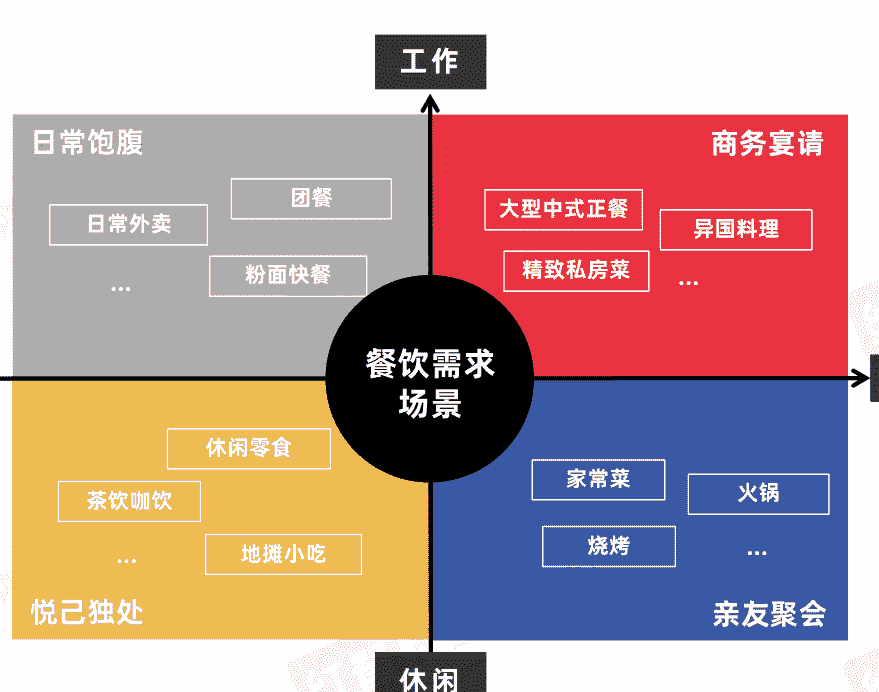 工作
日常饱腹
商务宴请
团餐
日常外卖
粉面快餐
...
大型中式正餐
异国料理
精致私房菜
...
餐饮需求
场景
休闲零食
茶饮咖饮
地摊小吃
...
家常菜
火锅
烧烤
...
悦己独处
亲友聚会
休闲